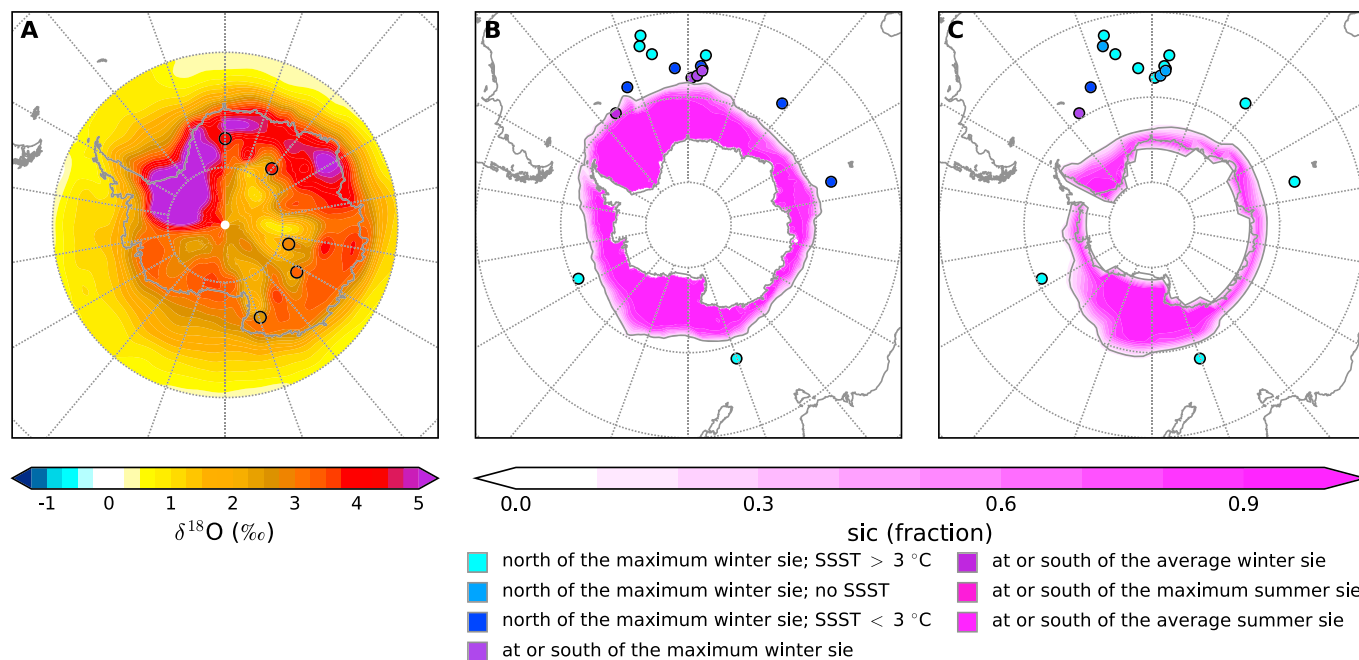 A
B
C
-1 0 1 2 3 4 5
δ18O (‰)
0.0 0.3 0.6 0.9
sic (fraction)
north of the maximum winter sie; SSST > 3 °C
north of the maximum winter sie; no SSST
north of the maximum winter sie; SSST < 3 °C
at or south of the maximum winter sie
at or south of the average winter sie
at or south of the maximum summer sie
at or south of the average summer sie